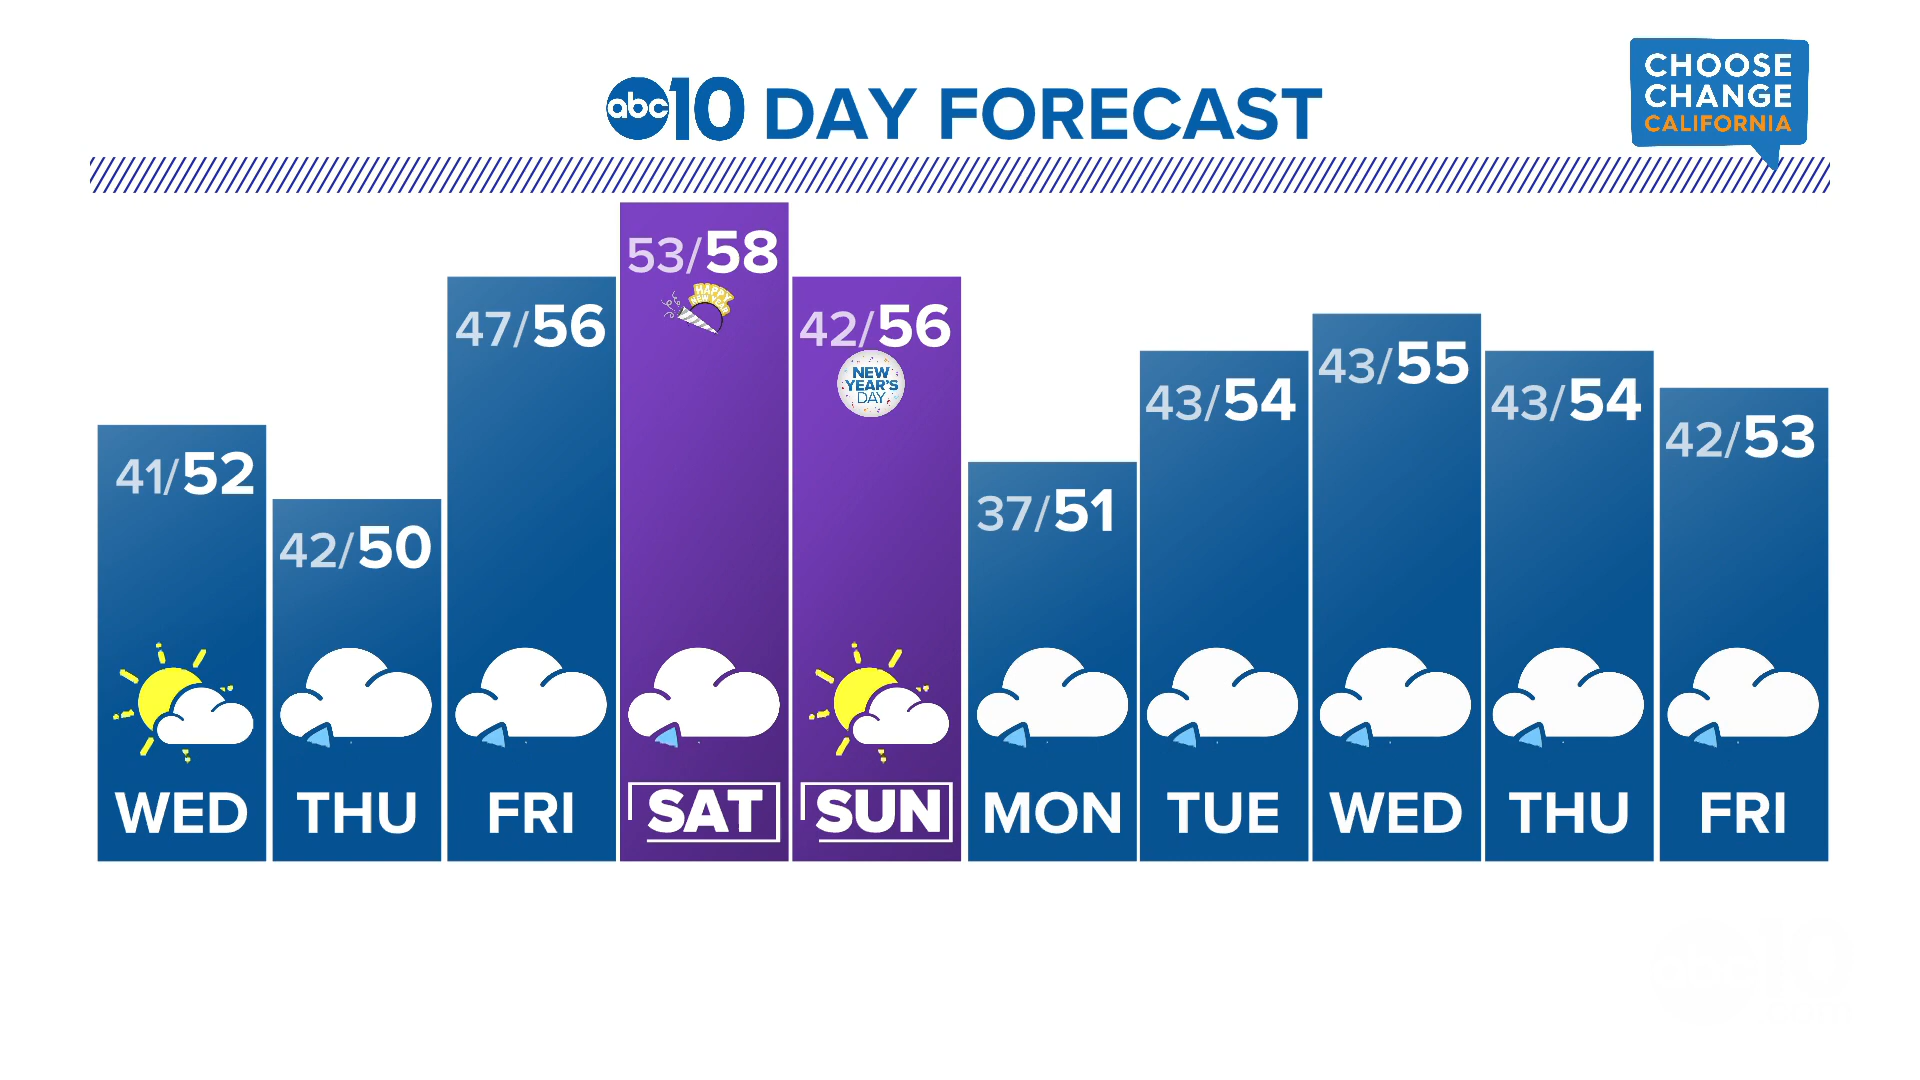 abc10 DAY FORECAST
CHOOSE
CHANGE
CALIFORNIA
41/52
42/50
47/56
53/58
HAPPY
NEW YEAR
42/56
NEW
YEAR'S
DAY
37/51
43/54
43/55
43/54
42/53
WED
THU
FRI
SAT
SUN
MON
TUE
WED
THU
FRI